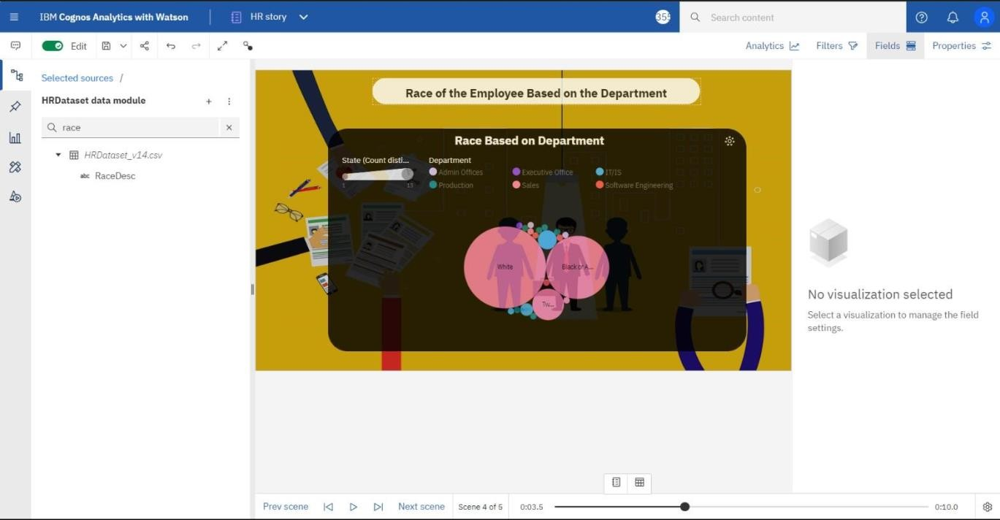 IBM Cognos Analytics with Watson
HR story
355
Search content
Edit
Analytics
Filters
Fields
Properties
Selected sources /
HRDataset data module
race
HRDataset_v14.csv
abc RaceDesc
Race of the Employee Based on the Department
Race Based on Department
State (Count disti...
1 13
Department
Admin Offices Executive Office IT/IS
Production Sales Software Engineering
White
Black or A...
Tw...
No visualization selected
Select a visualization to manage the field
settings.
Prev scene Next scene Scene 4 of 5 0:03.5 0:10.0